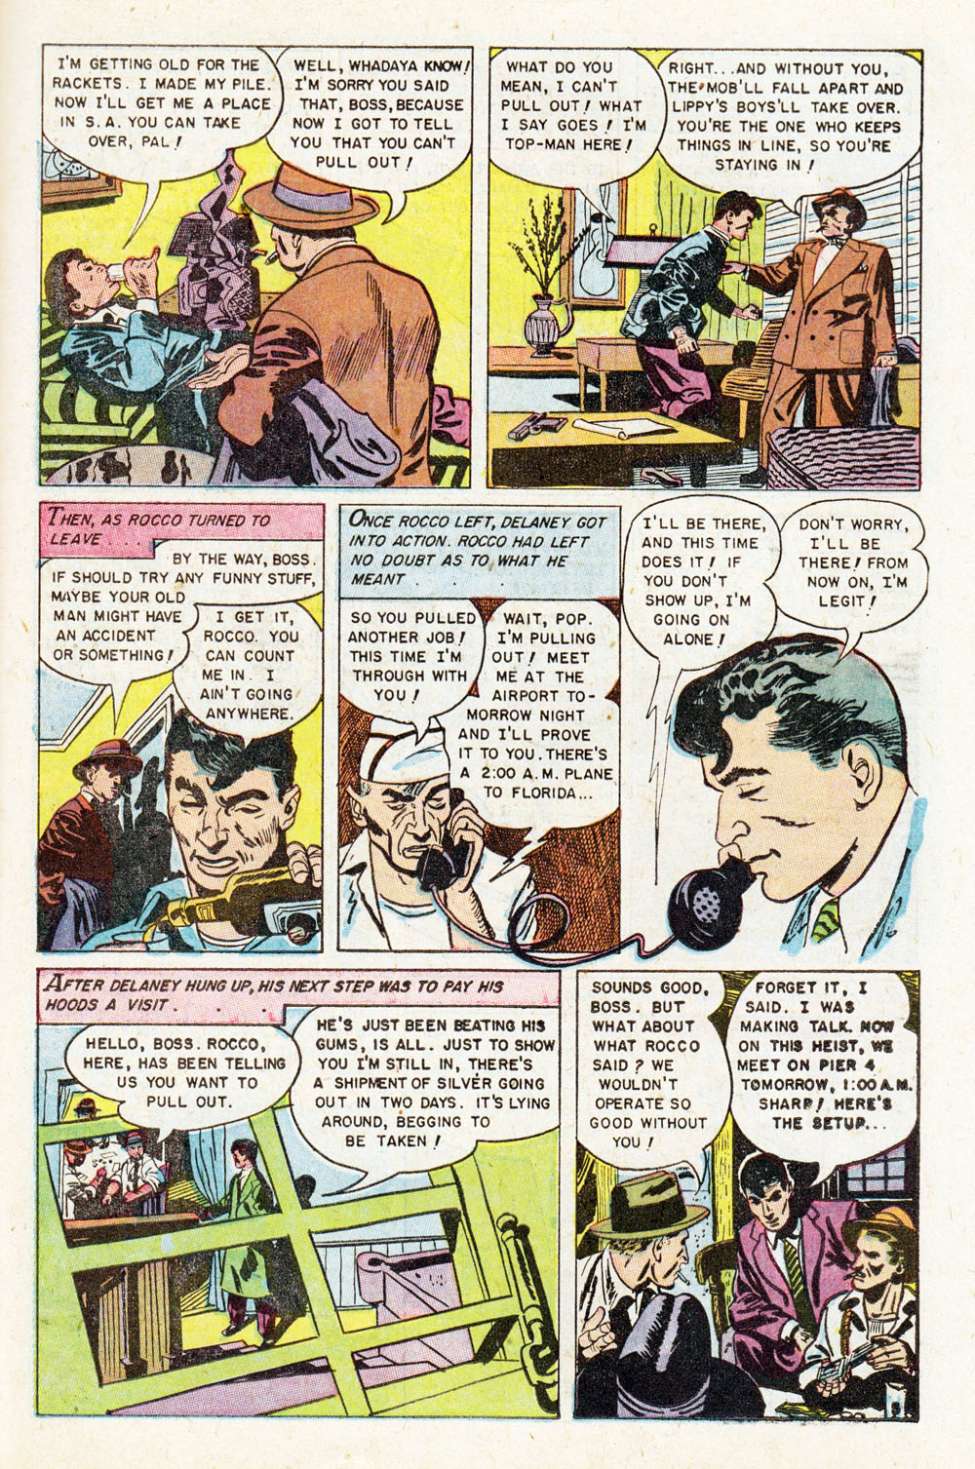 I'M GETTING OLD FOR THE
RACKETS. I MADE MY PILE.
NOW I'LL GET ME A PLACE
IN S.A. YOU CAN TAKE
OVER, PAL!
WELL, WHADAYA KNOW!
I'M SORRY YOU SAID
THAT, BOSS, BECAUSE
NOW I GOT TO TELL
YOU THAT YOU CAN'T
PULL OUT!
WHAT DO YOU
MEAN, I CAN'T
PULL OUT! WHAT
I SAY GOES! I'M
TOP-MAN HERE!
RIGHT...AND WITHOUT YOU,
THE MOB'LL FALL APART AND
LIPPY'S BOYS'LL TAKE OVER.
YOU'RE THE ONE WHO KEEPS
THINGS IN LINE, SO YOU'RE
STAYING IN!
THEN, AS ROCCO TURNED TO
LEAVE . . . .
BY THE WAY, BOSS.
IF SHOULD TRY ANY FUNNY STUFF,
MAYBE YOUR OLD
MAN MIGHT HAVE
AN ACCIDENT
OR SOMETHING!
I GET IT,
ROCCO. YOU
CAN COUNT
ME IN. I
AIN'T GOING
ANYWHERE.
ONCE ROCCO LEFT, DELANEY GOT
INTO ACTION. ROCCO HAD LEFT
NO DOUBT AS TO WHAT HE
MEANT . . . .
SO YOU PULLED
ANOTHER JOB!
THIS TIME I'M
THROUGH WITH
YOU!
WAIT, POP.
I'M PULLING
OUT! MEET
ME AT THE
AIRPORT TO-
MORROW NIGHT
AND I'LL PROVE
IT TO YOU. THERE'S
A 2:00 A.M. PLANE
TO FLORIDA...
I'LL BE THERE,
AND THIS TIME
DOES IT! IF
YOU DON'T
SHOW UP, I'M
GOING ON
ALONE!
DON'T WORRY,
I'LL BE
THERE! FROM
NOW ON, I'M
LEGIT!
AFTER DELANEY HUNG UP, HIS NEXT STEP WAS TO PAY HIS
HOODS A VISIT . . . .
HELLO, BOSS. ROCCO,
HERE, HAS BEEN TELLING
US YOU WANT TO
PULL OUT.
HE'S JUST BEEN BEATING HIS
GUMS, IS ALL. JUST TO SHOW
YOU I'M STILL IN, THERE'S
A SHIPMENT OF SILVER GOING
OUT IN TWO DAYS. IT'S LYING
AROUND, BEGGING TO
BE TAKEN!
SOUNDS GOOD,
BOSS. BUT
WHAT ABOUT
WHAT ROCCO
SAID? WE
WOULDN'T
OPERATE SO
GOOD WITHOUT
YOU!
FORGET IT, I
SAID. I WAS
MAKING TALK. NOW
ON THIS HEIST, WE
MEET ON PIER 4
TOMORROW, 1:00 A.M.
SHARP! HERE'S
THE SETUP...